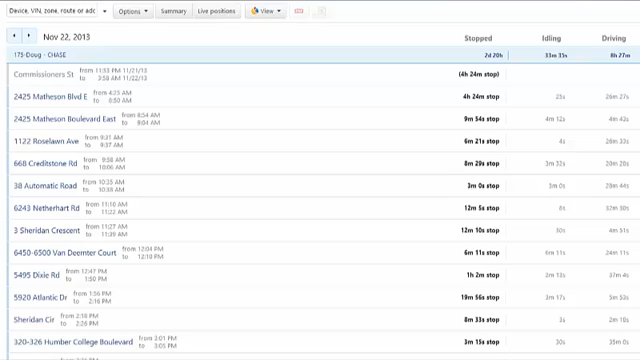 Device, VIN, zone, route or adc Options Summary Live positions View
Nov 22, 2013 Stopped Idling Driving
175-Doug - CHASE 2d 20h 33m 35s 8h 27m
Commissioners St from 11:33 PM 11/21/13 to 3:58 AM 11/22/13 (4h 24m stop)
2425 Matheson Blvd E from 4:25 AM to 8:50 AM 4h 24m stop 25s 26m 27s
2425 Matheson Boulevard East from 8:54 AM to 9:04 AM 9m 54s stop 4m 12s 4m 43s
1122 Roselawn Ave from 9:31 AM to 9:37 AM 6m 21s stop 4s 26m 33s
668 Creditstone Rd from 9:58 AM to 10:06 AM 8m 29s stop 3m 32s 20m 20s
38 Automatic Road from 10:35 AM to 10:38 AM 3m 0s stop 3m 0s 28m 44s
6243 Netherhart Rd from 11:10 AM to 11:22 AM 12m 5s stop 8s 32m 30s
3 Sheridan Crescent from 11:27 AM to 11:39 AM 12m 10s stop 30s 4m 51s
6450-6500 Van Deemter Court from 12:04 PM to 12:10 PM 6m 11s stop 6m 11s 24m 11s
5495 Dixie Rd from 12:47 PM to 1:50 PM 1h 2m stop 2m 13s 37m 4s
5920 Atlantic Dr from 1:56 PM to 2:16 PM 19m 56s stop 3m 17s 5m 53s
Sheridan Cir from 2:18 PM to 2:26 PM 8m 33s stop 3s 2m 18s
320-326 Humber College Boulevard from 3:01 PM to 3:05 PM 3m 15s stop 30s 35m 0s